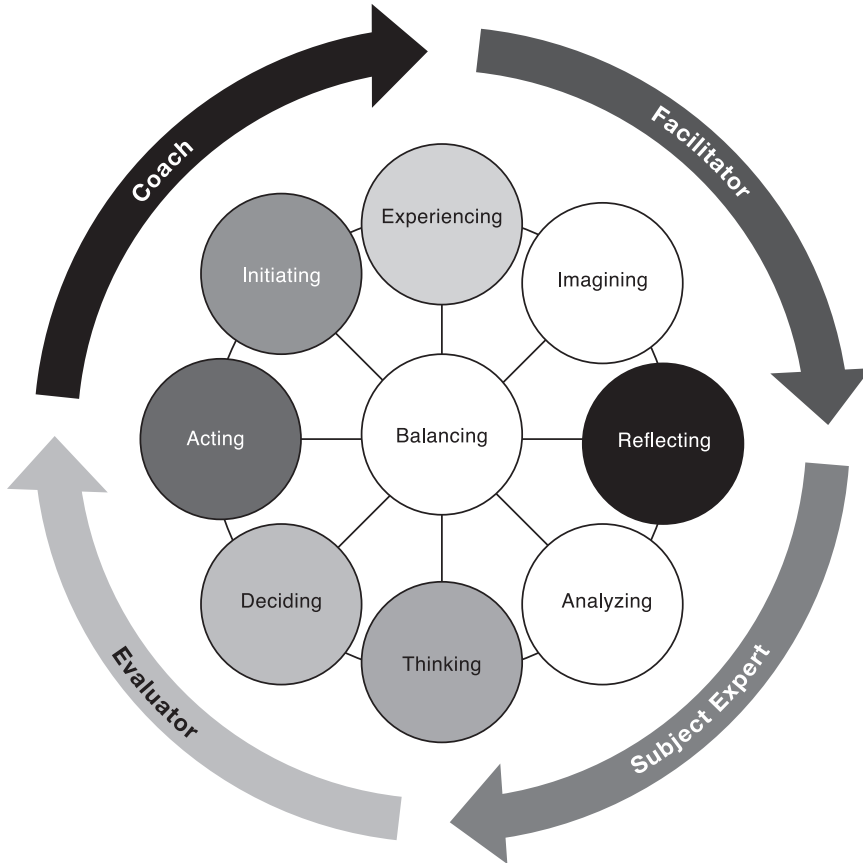 Coach
Facilitator
Experiencing
Initiating
Imagining
Acting
Balancing
Reflecting
Deciding
Analyzing
Thinking
Evaluator
Subject Expert